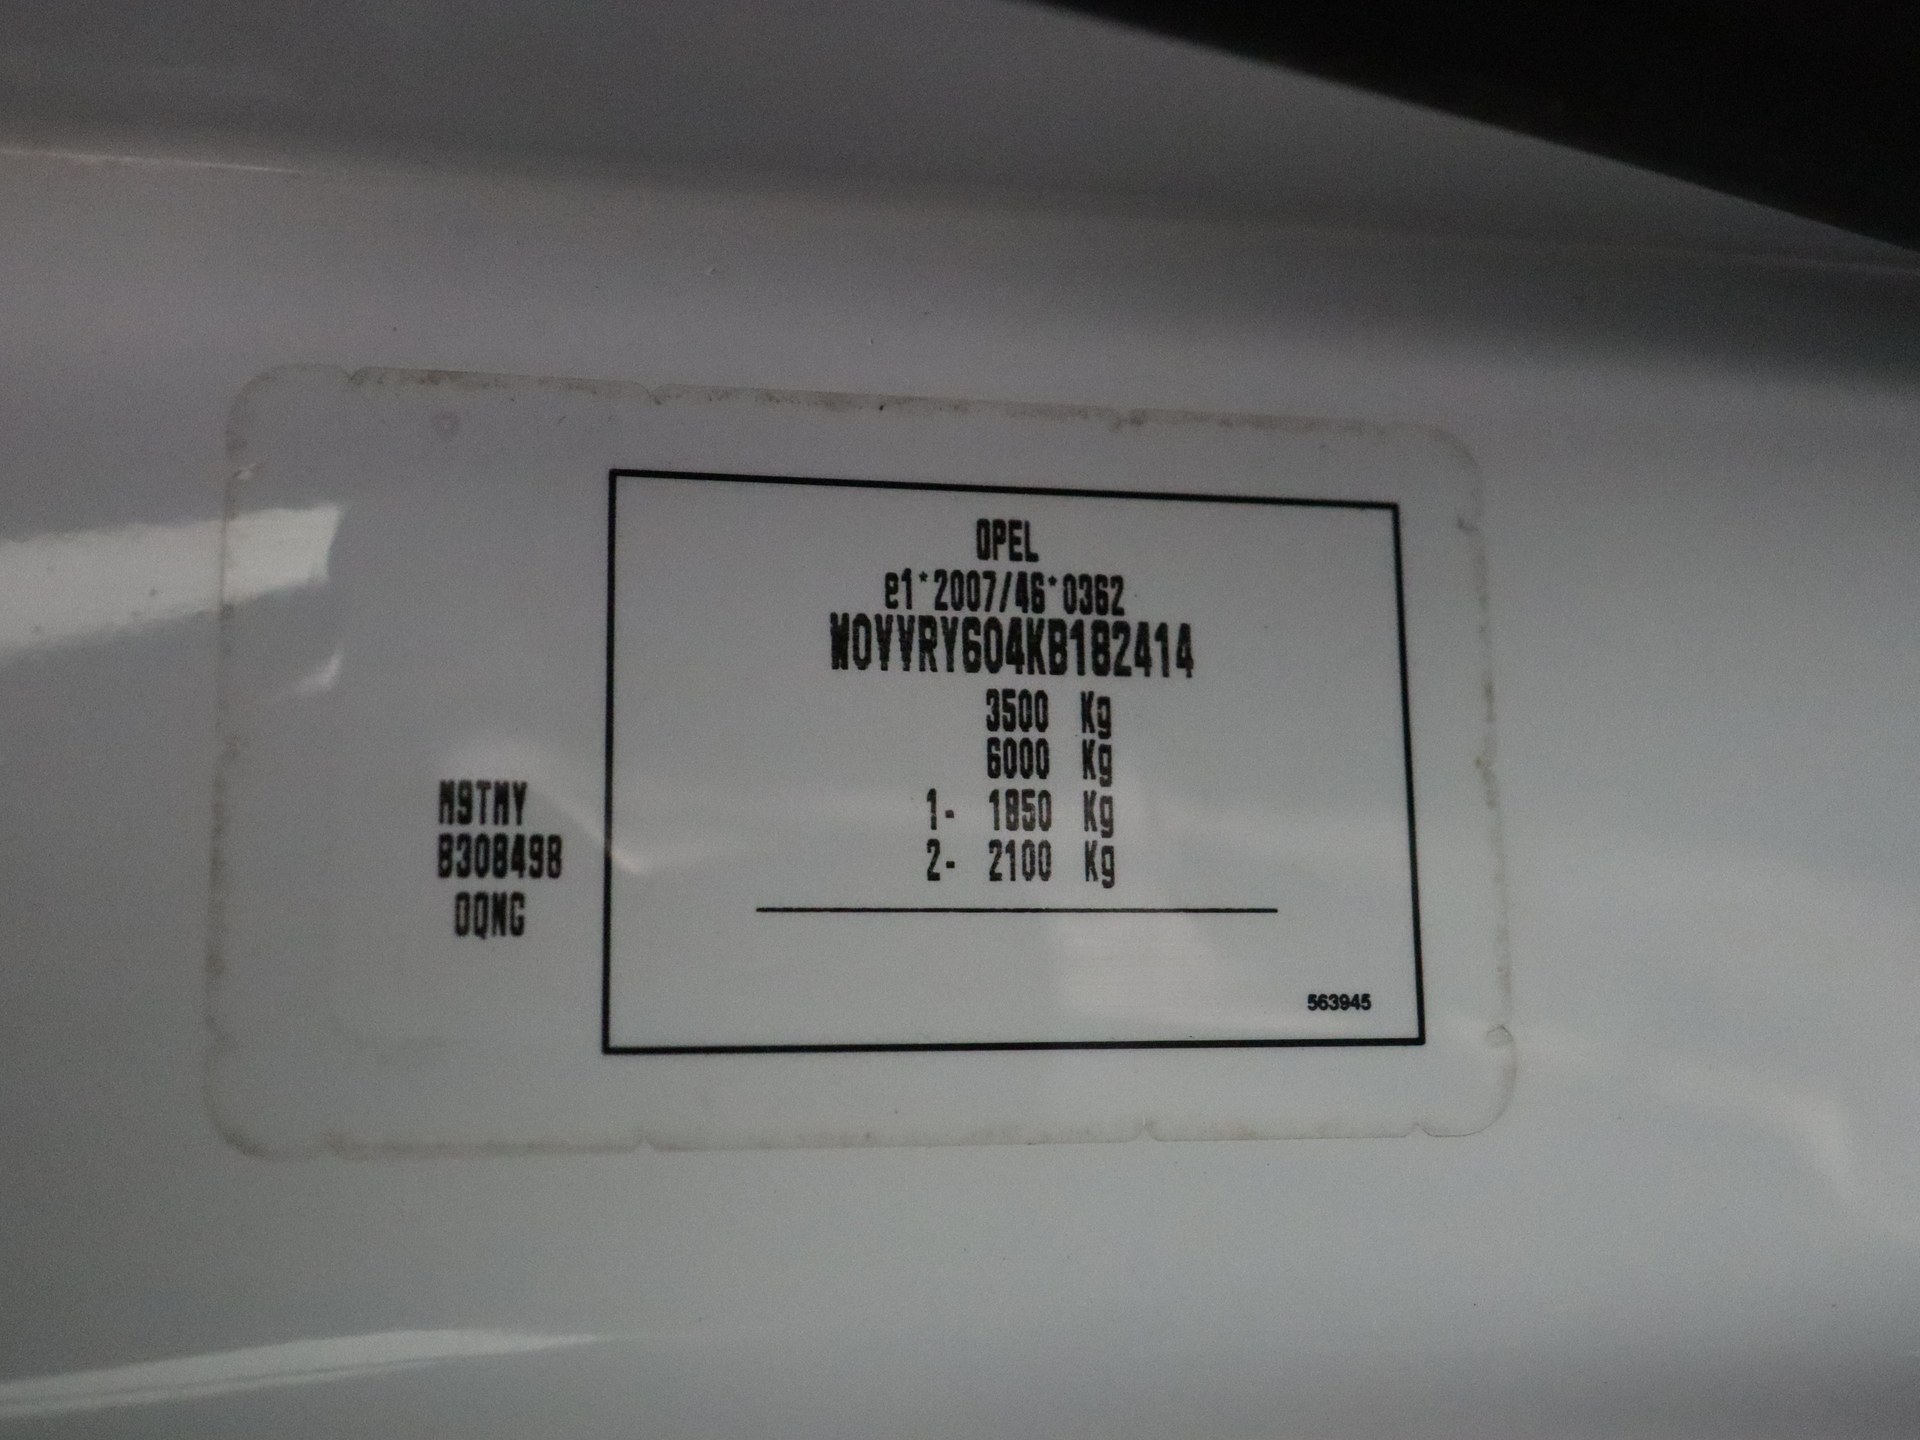 OPEL
e1*2007/46*0362
W0VVRY604KB182414
3500 Kg
6000 Kg
1- 1850 Kg
2- 2100 Kg
M9TMY
B308498
0QNG
563945